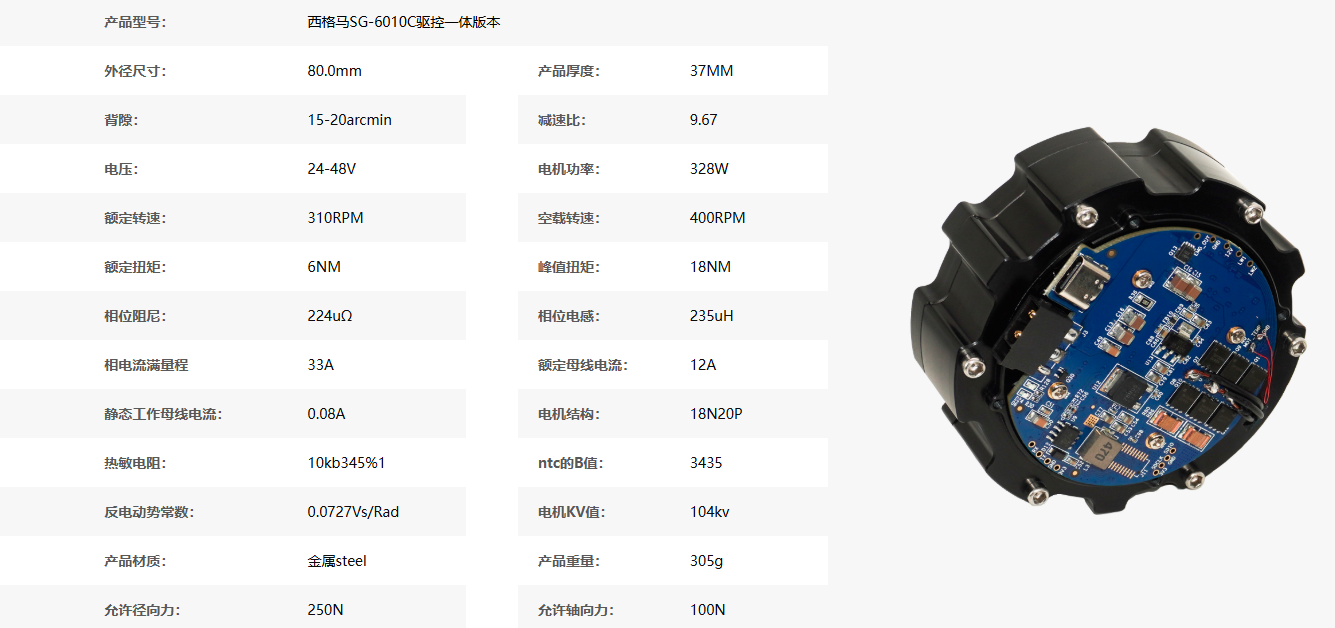 产品型号： 西格马SG-6010C驱控一体版本
外径尺寸： 80.0mm 产品厚度： 37MM
背隙： 15-20arcmin 减速比： 9.67
电压： 24-48V 电机功率： 328W
额定转速： 310RPM 空载转速： 400RPM
额定扭矩： 6NM 峰值扭矩： 18NM
相位阻尼： 224uΩ 相位电感： 235uH
相电流满量程 33A 额定母线电流： 12A
静态工作母线电流： 0.08A 电机结构： 18N20P
热敏电阻： 10kb345%1 ntc的B值： 3435
反电动势常数： 0.0727Vs/Rad 电机KV值： 104kv
产品材质： 金属steel 产品重量： 305g
允许径向力： 250N 允许轴向力： 100N
470